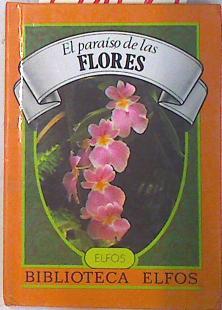 El paraíso de las
FLORES
ELFOS
BIBLIOTECA ELFOS